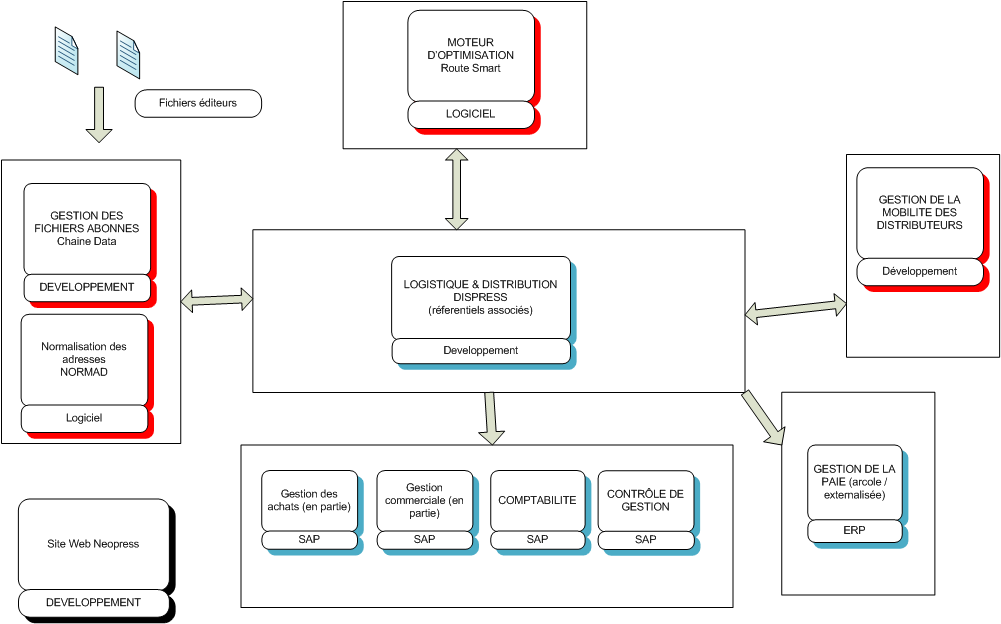 Fichiers éditeurs
MOTEUR
D'OPTIMISATION
Route Smart
LOGICIEL
GESTION DES
FICHIERS ABONNES
Chaine Data
DEVELOPPEMENT
Normalisation des
adresses
NORMAD
Logiciel
LOGISTIQUE & DISTRIBUTION
DISPRESS
(réferentiels associés)
Developpement
GESTION DE LA
MOBILITE DES
DISTRIBUTEURS
Développement
Gestion des
achats (en partie)
SAP
Gestion
commerciale (en
partie)
SAP
COMPTABILITE
SAP
CONTRÔLE DE
GESTION
SAP
GESTION DE LA
PAIE (arcole /
externalisée)
ERP
Site Web Neopress
DEVELOPPEMENT